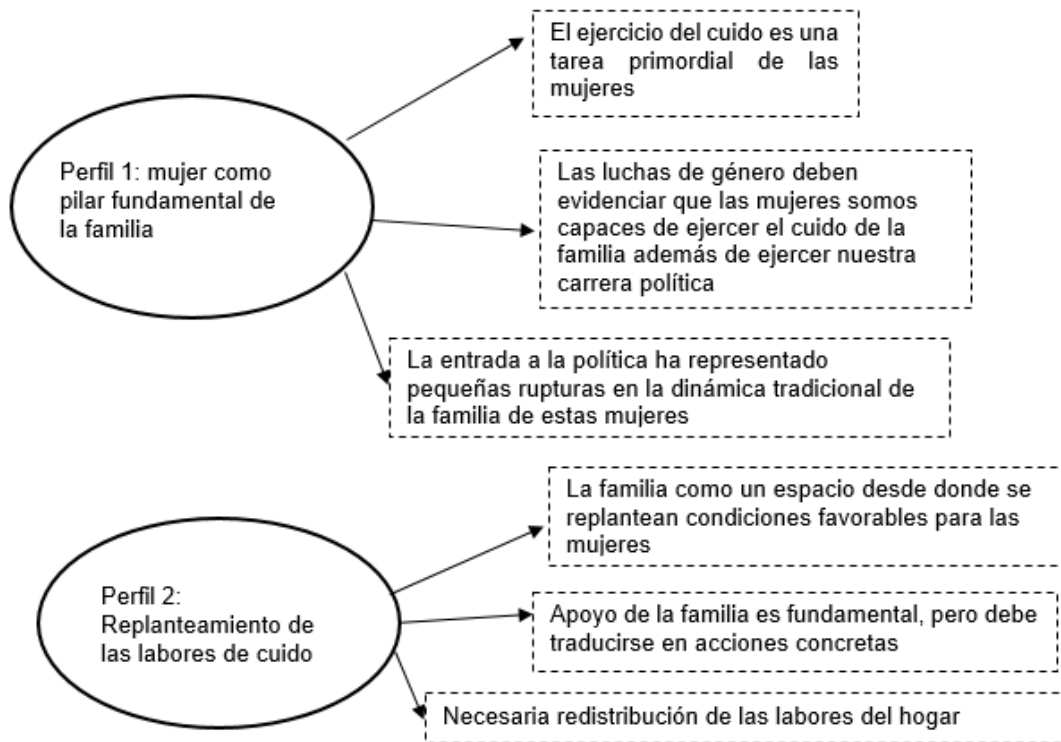 El ejercicio del cuido es una
tarea primordial de las
mujeres
Perfil 1: mujer como
pilar fundamental de
la familia
Las luchas de género deben
evidenciar que las mujeres somos
capaces de ejercer el cuido de la
familia además de ejercer nuestra
carrera política
La entrada a la política ha representado
pequeñas rupturas en la dinámica tradicional de
la familia de estas mujeres
La familia como un espacio desde donde se
replantean condiciones favorables para las
mujeres
Perfil 2:
Replanteamiento de
las labores de cuido
Apoyo de la familia es fundamental, pero debe
traducirse en acciones concretas
Necesaria redistribución de las labores del hogar